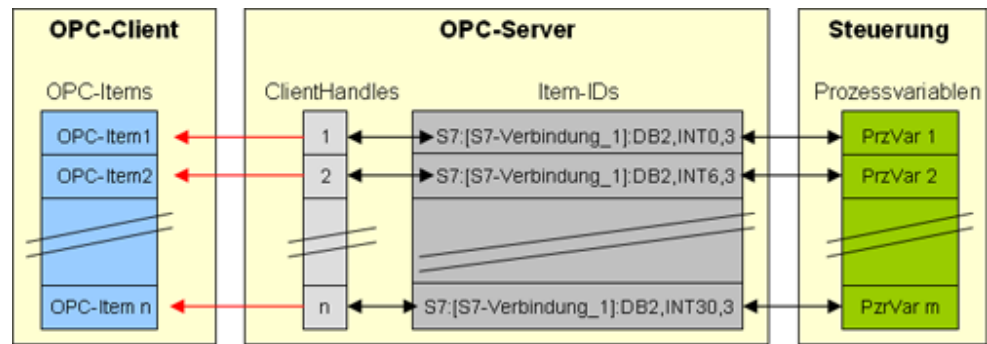 OPC-Client OPC-Server Steuerung
OPC-Items ClientHandles Item-IDs Prozessvariablen
OPC-Item1 1 S7:[S7-Verbindung_1]:DB2,INT0,3 PrzVar 1
OPC-Item2 2 S7:[S7-Verbindung_1]:DB2,INT6,3 PrzVar 2
OPC-Item n n S7:[S7-Verbindung_1]:DB2,INT30,3 PzrVar m